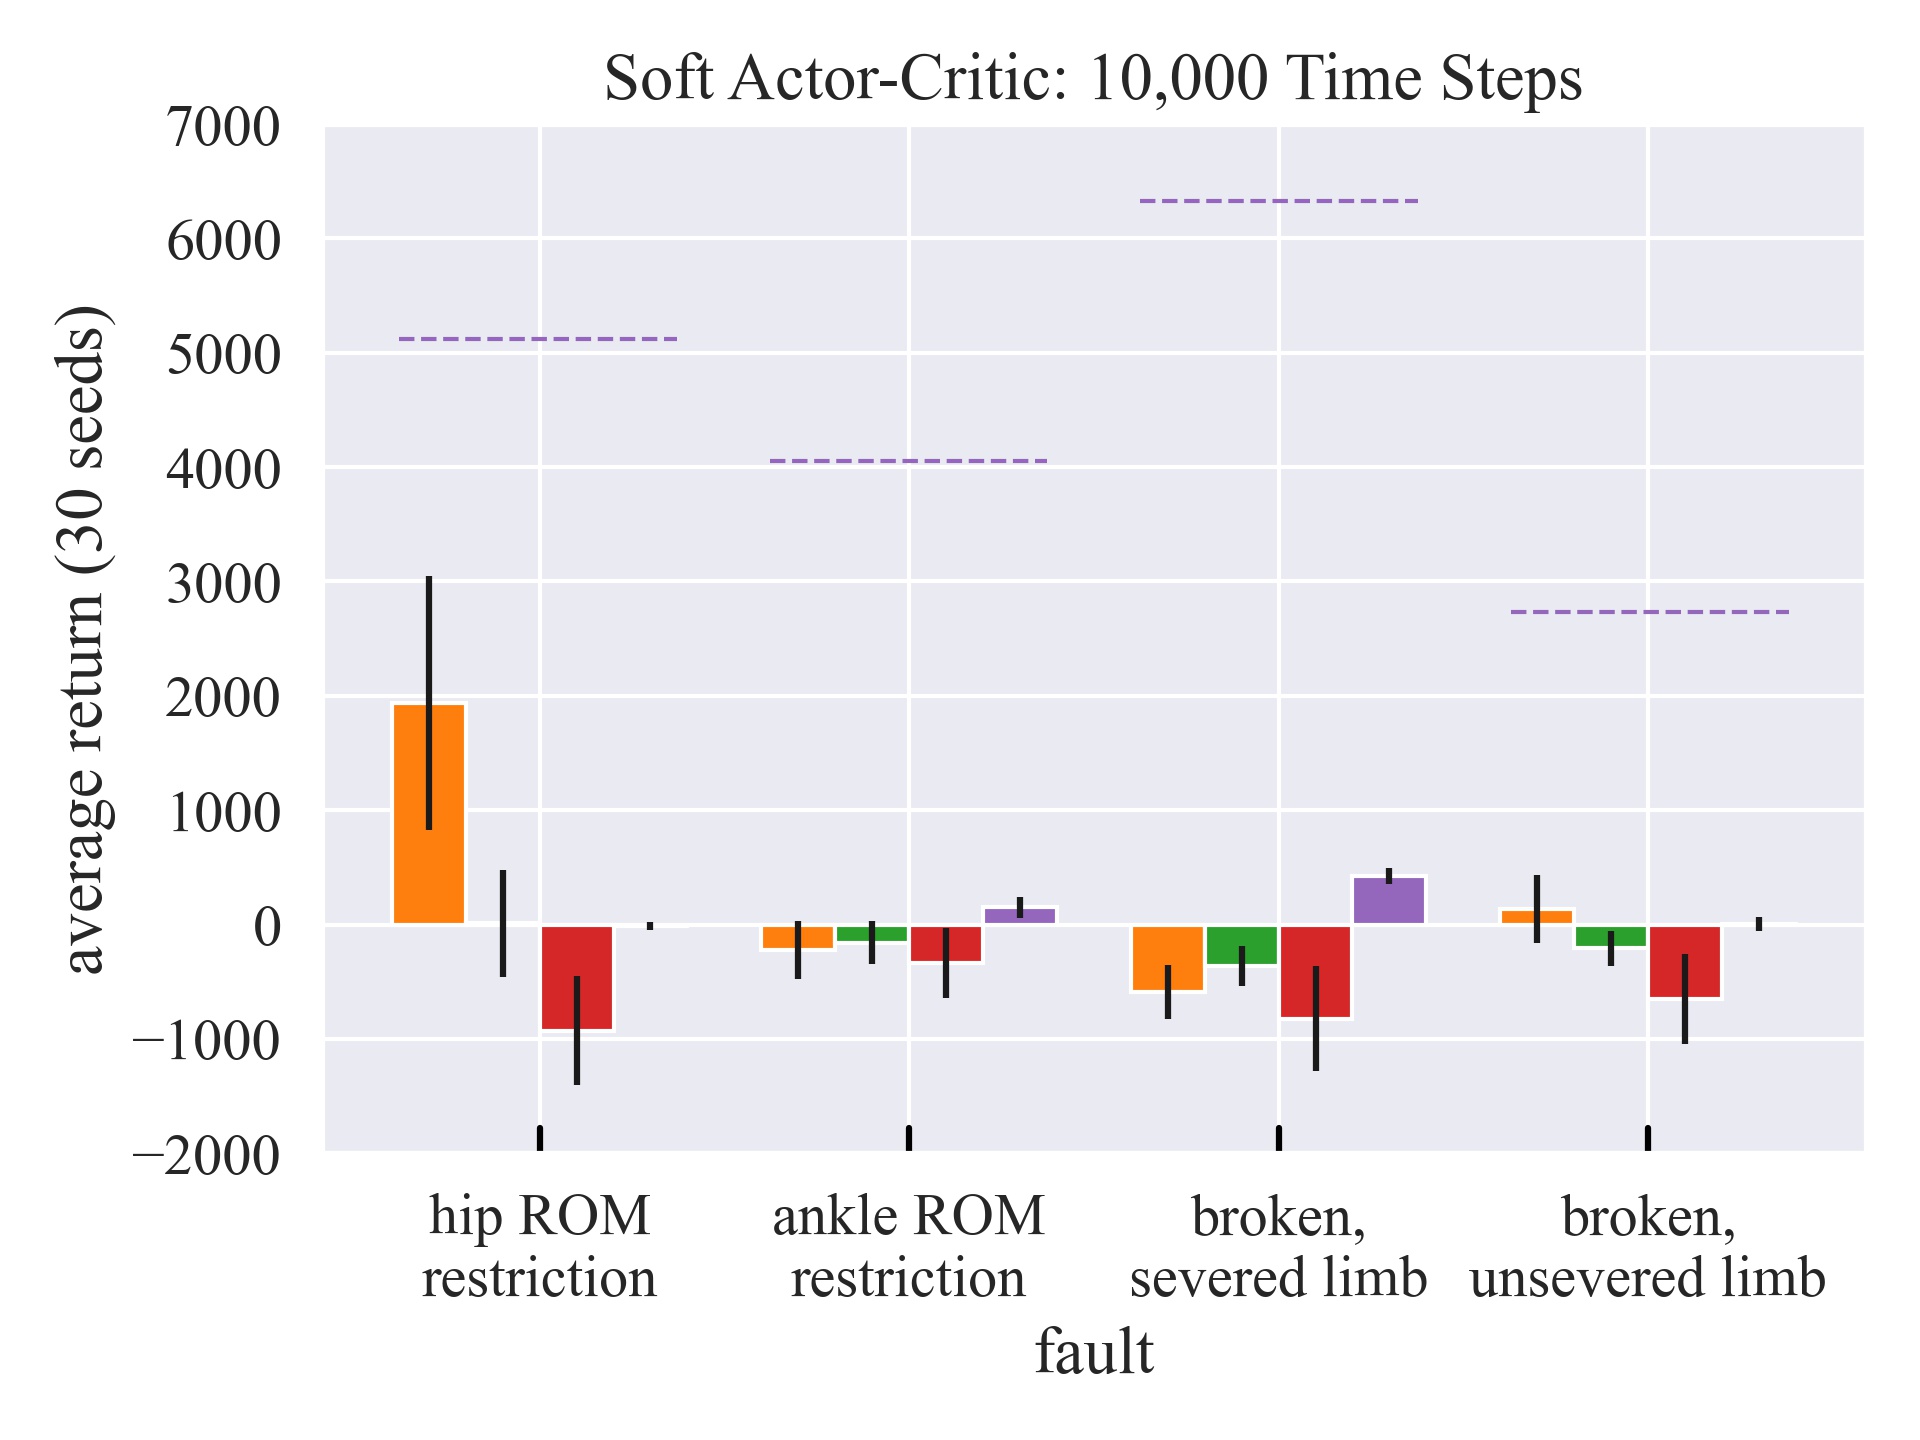 Soft Actor-Critic: 10,000 Time Steps
7000
6000
5000
4000
3000
2000
1000
0
−1000
−2000
average return (30 seeds)
hip ROM
restriction
ankle ROM
restriction
broken,
severed limb
broken,
unsevered limb
fault